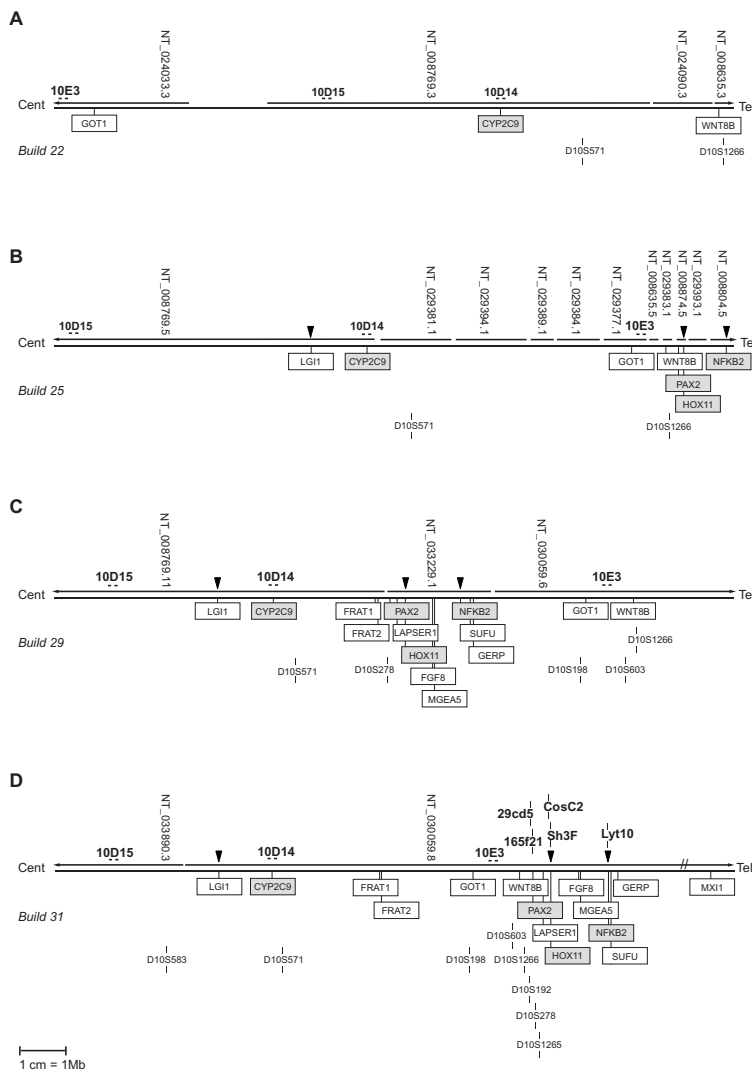 A
NT_024033.3
NT_008769.3
NT_024090.3
NT_008635.3
10E3
10D15
10D14
Cent
Te
GOT1
CYP2C9
WNT8B
Build 22
D10S571
D10S1266
B
NT_008769.5
NT_029381.1
NT_029394.1
NT_029389.1
NT_029384.1
NT_029377.1
NT_008635.5
NT_029383.1
NT_008874.5
NT_029393.1
NT_008804.5
10D15
10D14
10E3
Cent
Te
LGI1
CYP2C9
GOT1
WNT8B
NFKB2
PAX2
HOX11
Build 25
D10S571
D10S1266
C
NT_008769.11
NT_033229.1
NT_030059.6
10D15
10D14
10E3
Cent
Te
LGI1
CYP2C9
FRAT1
PAX2
NFKB2
GOT1
WNT8B
FRAT2
LAPSER1
SUFU
HOX11
GERP
FGF8
MGEA5
Build 29
D10S1266
D10S571
D10S278
D10S198
D10S603
D
NT_033890.3
NT_030059.8
29cd5
CosC2
165f21
Sh3F
Lyt10
10D15
10D14
10E3
Cent
//
Tel
LGI1
CYP2C9
FRAT1
GOT1
WNT8B
FGF8
GERP
MXI1
FRAT2
PAX2
MGEA5
LAPSER1
NFKB2
HOX11
SUFU
Build 31
D10S603
D10S583
D10S571
D10S198
D10S1266
D10S192
D10S278
D10S1265
1 cm = 1Mb